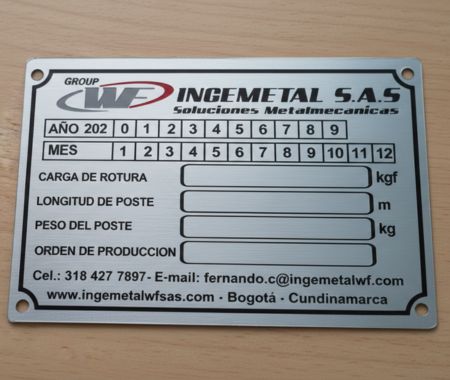 GROUP
WF INGEMETAL S.A.S
Soluciones Metalmecanicas
AÑO 202 0 1 2 3 4 5 6 7 8 9
MES 1 2 3 4 5 6 7 8 9 10 11 12
CARGA DE ROTURA kgf
LONGITUD DE POSTE m
PESO DEL POSTE kg
ORDEN DE PRODUCCION
Cel.: 318 427 7897- E-mail: fernando.c@ingemetalwf.com
www.ingemetalwfsas.com - Bogotá - Cundinamarca